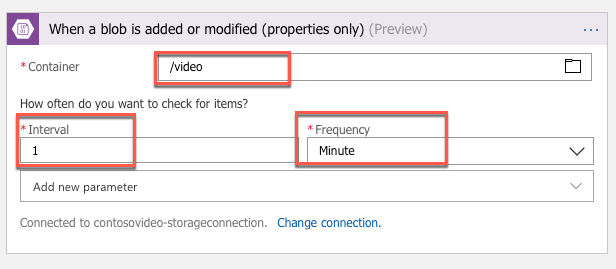 When a blob is added or modified (properties only) (Preview) ...
* Container
/video
How often do you want to check for items?
* Interval
* Frequency
1
Minute
Add new parameter
Connected to contosovideo-storageconnection. Change connection.